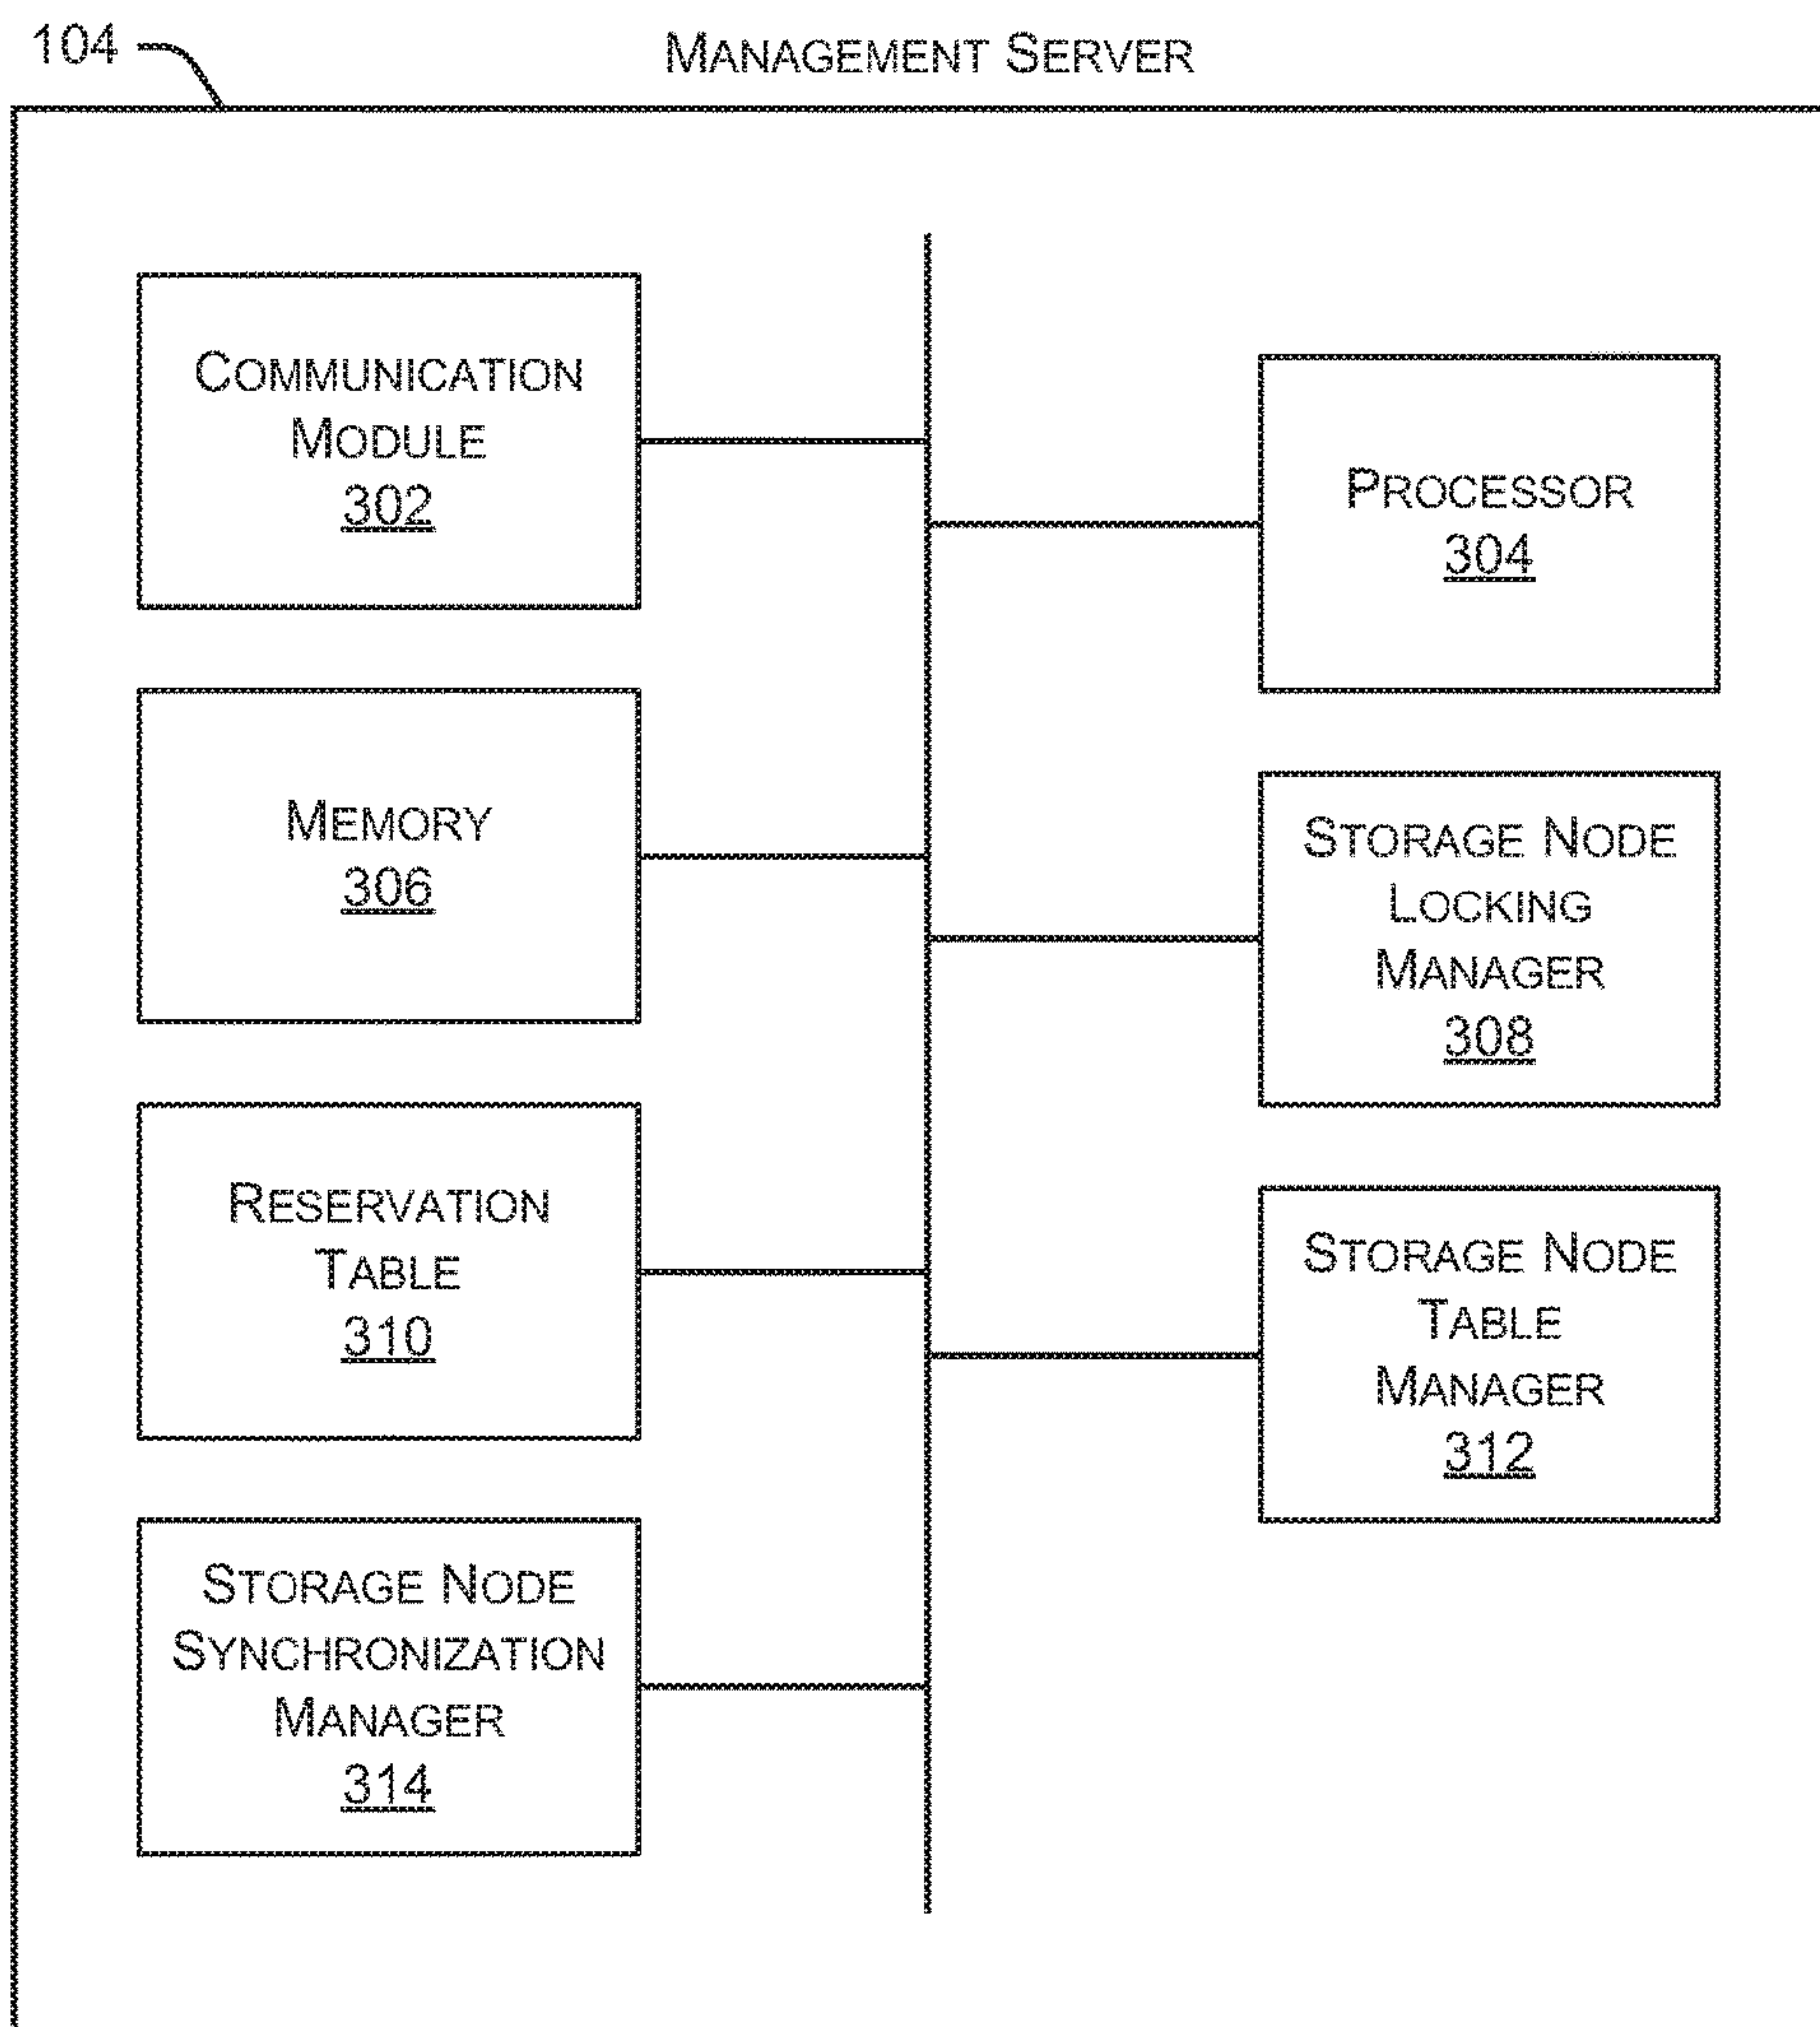 104
MANAGEMENT SERVER
COMMUNICATION
MODULE
302
PROCESSOR
304
MEMORY
306
STORAGE NODE
LOCKING
MANAGER
308
RESERVATION
TABLE
310
STORAGE NODE
TABLE
MANAGER
312
STORAGE NODE
SYNCHRONIZATION
MANAGER
314